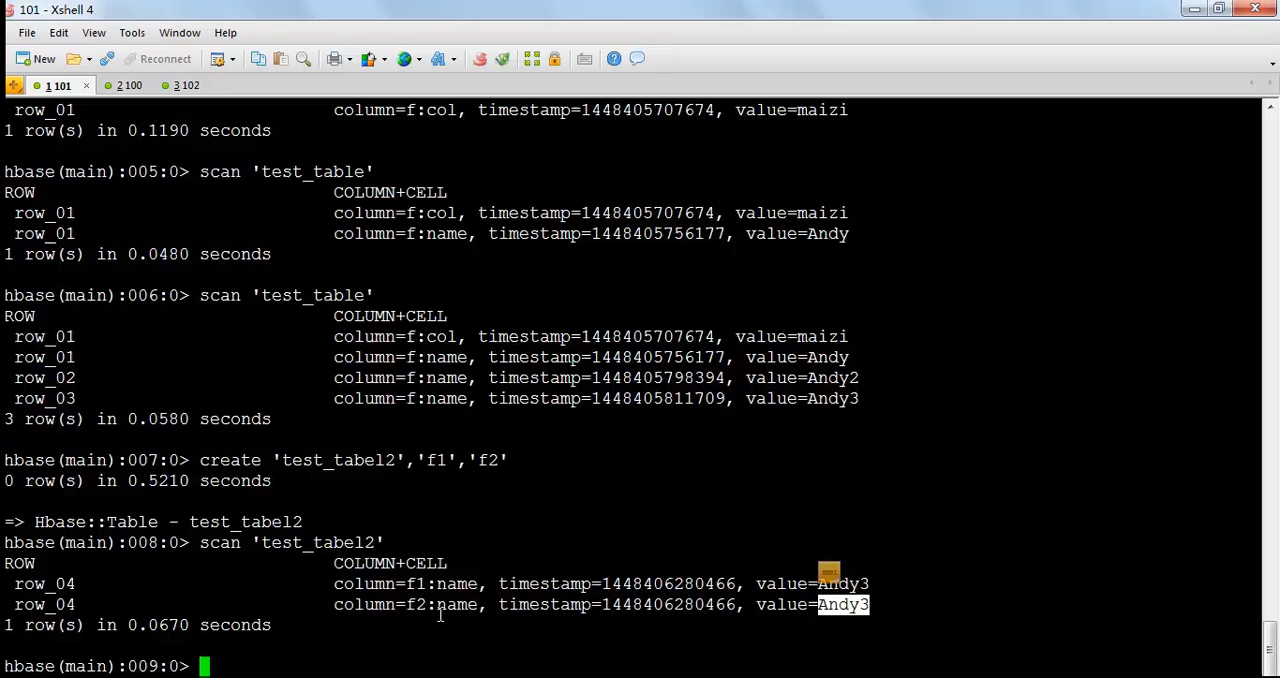 101 - Xshell 4
File Edit View Tools Window Help
New Reconnect
1 101 2 100 3 102
row_01 column=f:col, timestamp=1448405707674, value=maizi
1 row(s) in 0.1190 seconds
hbase(main):005:0> scan 'test_table'
ROW COLUMN+CELL
row_01 column=f:col, timestamp=1448405707674, value=maizi
row_01 column=f:name, timestamp=1448405756177, value=Andy
1 row(s) in 0.0480 seconds
hbase(main):006:0> scan 'test_table'
ROW COLUMN+CELL
row_01 column=f:col, timestamp=1448405707674, value=maizi
row_01 column=f:name, timestamp=1448405756177, value=Andy
row_02 column=f:name, timestamp=1448405798394, value=Andy2
row_03 column=f:name, timestamp=1448405811709, value=Andy3
3 row(s) in 0.0580 seconds
hbase(main):007:0> create 'test_tabel2','f1','f2'
0 row(s) in 0.5210 seconds
=> Hbase::Table - test_tabel2
hbase(main):008:0> scan 'test_tabel2'
ROW COLUMN+CELL
row_04 column=f1:name, timestamp=1448406280466, value=Andy3
row_04 column=f2:name, timestamp=1448406280466, value=Andy3
1 row(s) in 0.0670 seconds
hbase(main):009:0>